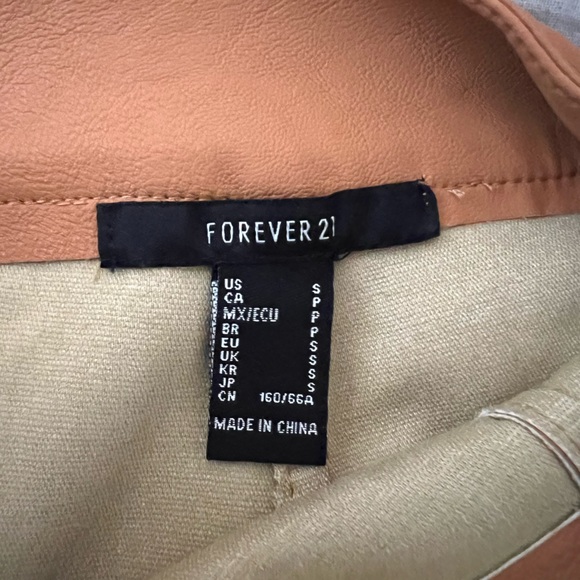 FOREVER 21
US S
CA P
MX/ECU P
BR P
EU S
UK S
KR S
JP S
CN 160/66A
MADE IN CHINA